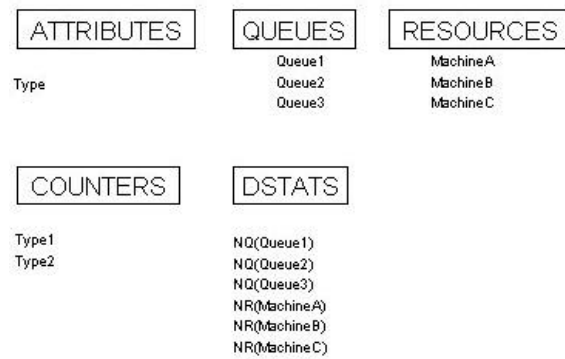 ATTRIBUTES
Type
QUEUES
Queue1
Queue2
Queue3
RESOURCES
MachineA
MachineB
MachineC
COUNTERS
Type1
Type2
DSTATS
NQ(Queue1)
NQ(Queue2)
NQ(Queue3)
NR(MachineA)
NR(MachineB)
NR(MachineC)